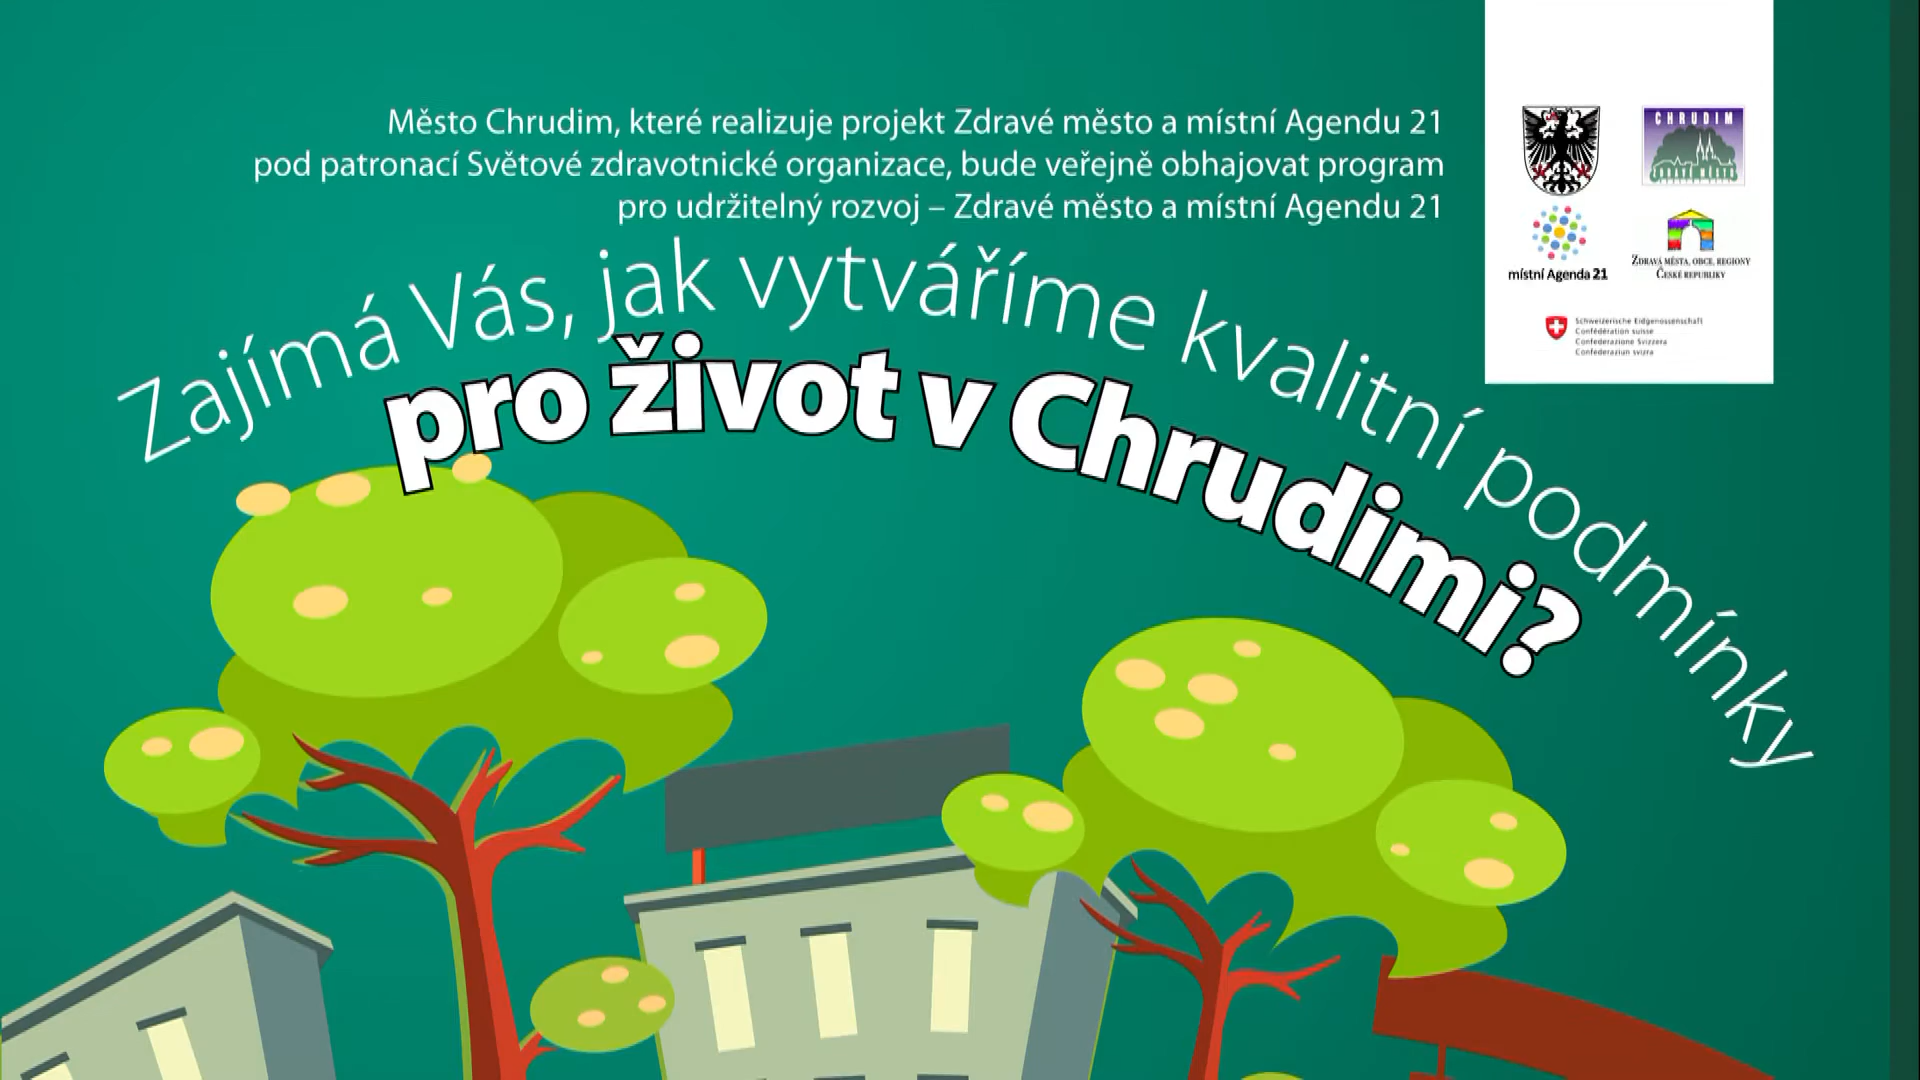 Město Chrudim, které realizuje projekt Zdravé město a místní Agendu 21
pod patronací Světové zdravotnické organizace, bude veřejně obhajovat program
pro udržitelný rozvoj – Zdravé město a místní Agendu 21
Zajímá Vás, jak vytváříme kvalitní podmínky
pro život v Chrudimi?
CHRUDIM
ZDRAVÉ MĚSTO
místní Agenda 21
ZDRAVÁ MĚSTA, OBCE, REGIONY
ČESKÉ REPUBLIKY
Schweizerische Eidgenossenschaft
Confédération suisse
Confederazione Svizzera
Confederaziun svizra